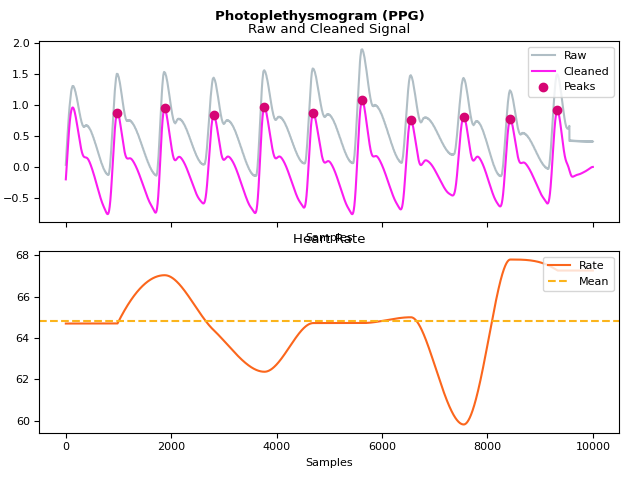 Photoplethysmogram (PPG)
Raw and Cleaned Signal
2.0
1.5
1.0
0.5
0.0
−0.5
Raw
Cleaned
Peaks
Samples
Heart Rate
68
66
64
62
60
Rate
Mean
0 2000 4000 6000 8000 10000
Samples